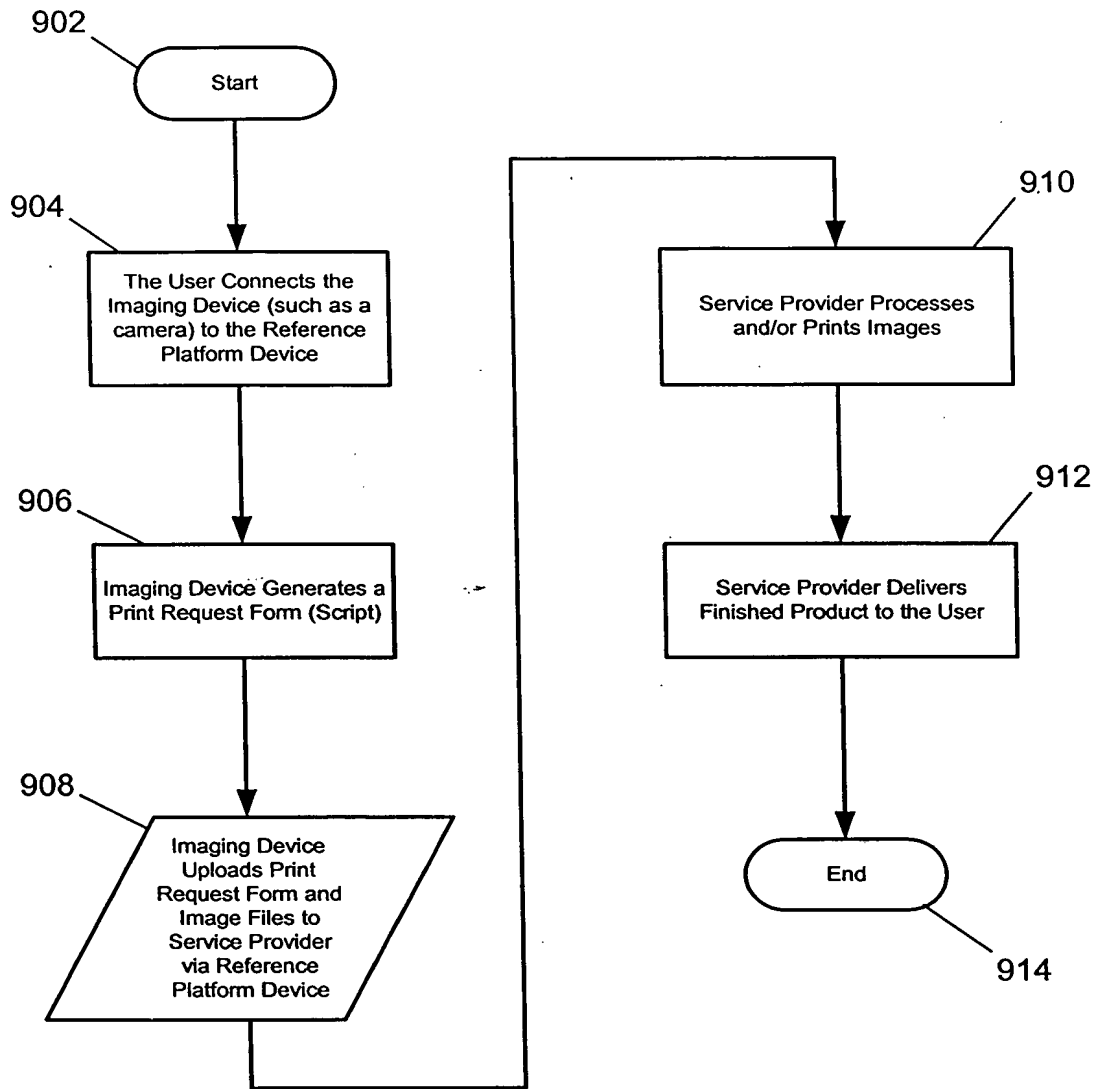 902
Start
904
The User Connects the
Imaging Device (such as a
camera) to the Reference
Platform Device
906
Imaging Device Generates a
Print Request Form (Script)
908
Imaging Device
Uploads Print
Request Form and
Image Files to
Service Provider
via Reference
Platform Device
910
Service Provider Processes
and/or Prints Images
912
Service Provider Delivers
Finished Product to the User
End
914